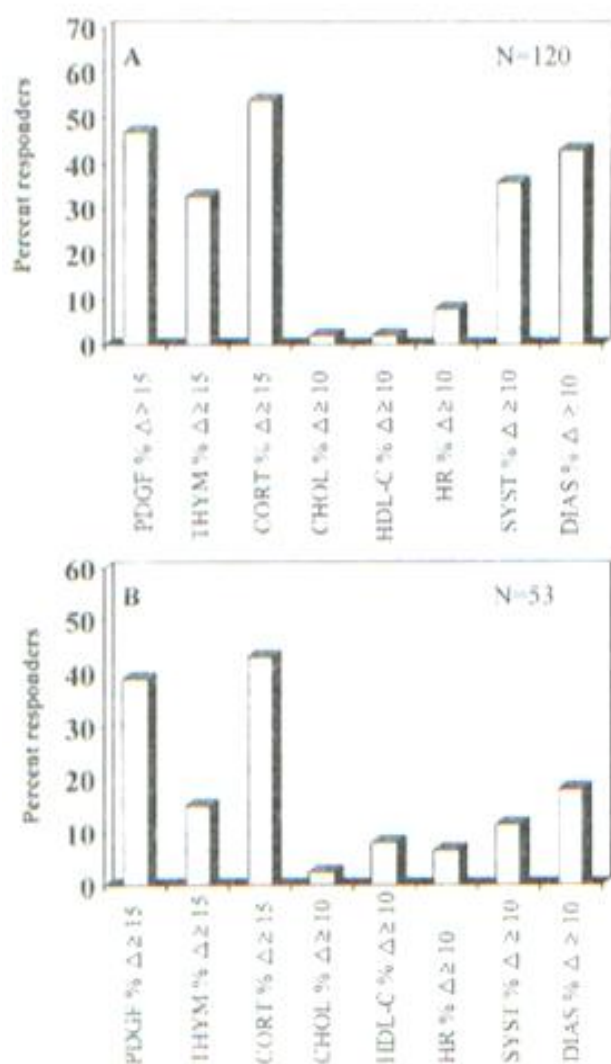 70
60
50
40
30
20
10
0
Percent responders
A
N=120
PDGF % Δ > 15
THYM % Δ ≥ 15
CORT % Δ ≥ 15
CHOL % Δ ≥ 10
HDL-C % Δ ≥ 10
HR % Δ ≥ 10
SYST % Δ ≥ 10
DIAS % Δ > 10
60
50
40
30
20
10
0
Percent responders
B
N=53
PDGF % Δ ≥ 15
THYM % Δ ≥ 15
CORT % Δ ≥ 15
CHOL % Δ ≥ 10
HDL-C % Δ ≥ 10
HR % Δ ≥ 10
SYST % Δ ≥ 10
DIAS % Δ ≥ 10